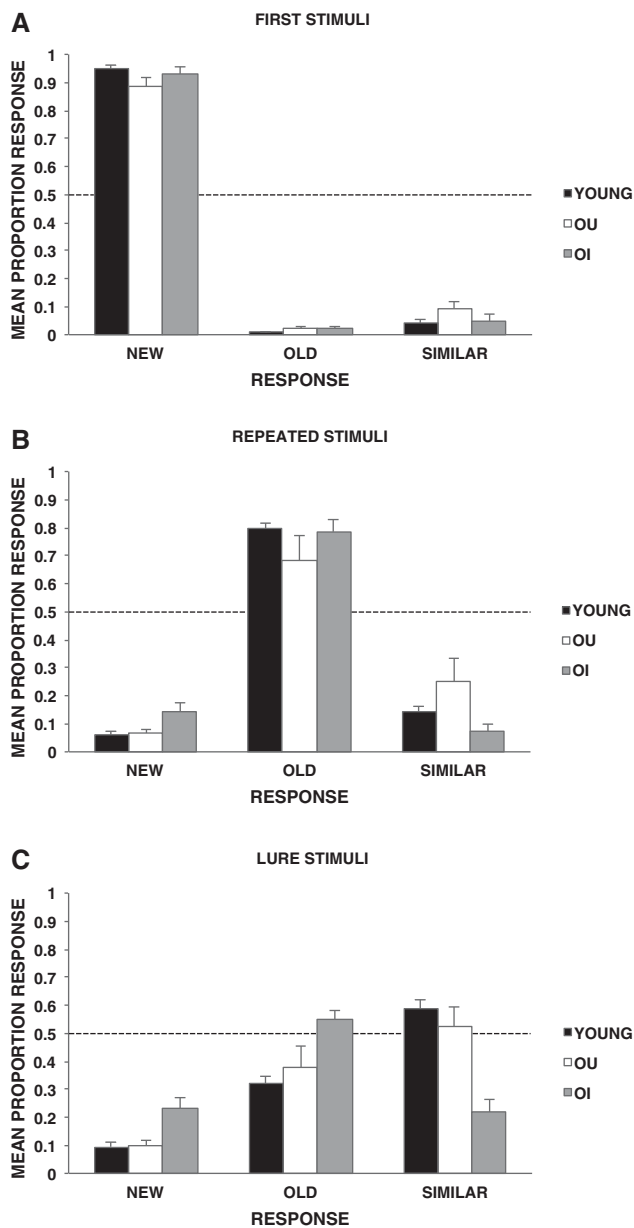 A
FIRST STIMULI
MEAN PROPORTION RESPONSE
1
0.9
0.8
0.7
0.6
0.5
0.4
0.3
0.2
0.1
0
NEW OLD SIMILAR
RESPONSE
YOUNG
OU
OI
B
REPEATED STIMULI
MEAN PROPORTION RESPONSE
1
0.9
0.8
0.7
0.6
0.5
0.4
0.3
0.2
0.1
0
NEW OLD SIMILAR
RESPONSE
YOUNG
OU
OI
C
LURE STIMULI
MEAN PROPORTION RESPONSE
1
0.9
0.8
0.7
0.6
0.5
0.4
0.3
0.2
0.1
0
NEW OLD SIMILAR
RESPONSE
YOUNG
OU
OI